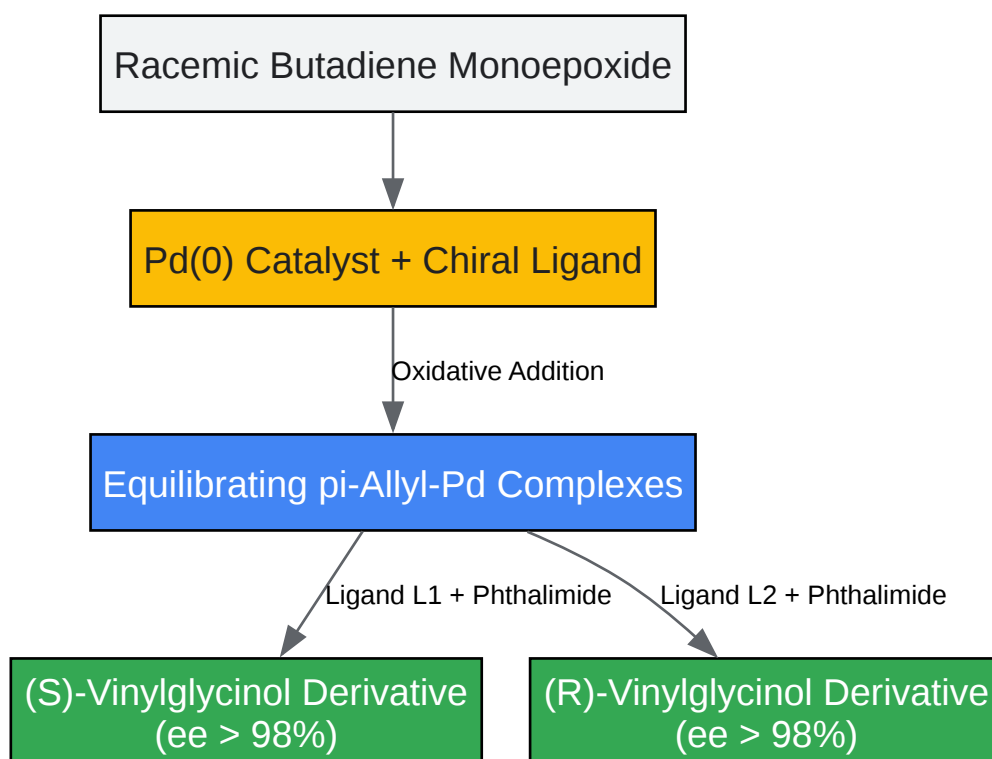 Racemic Butadiene Monoepoxide
Pd(0) Catalyst + Chiral Ligand
Oxidative Addition
Equilibrating pi-Allyl-Pd Complexes
Ligand L1 + Phthalimide
Ligand L2 + Phthalimide
(S)-Vinylglycinol Derivative
(ee > 98%)
(R)-Vinylglycinol Derivative
(ee > 98%)